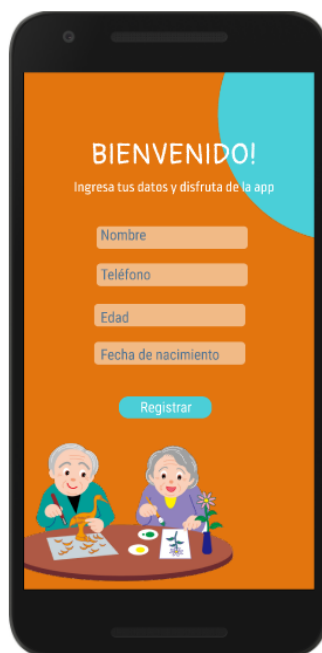 BIENVENIDO!
Ingresa tus datos y disfruta de la app
Nombre
Teléfono
Edad
Fecha de nacimiento
Registrar